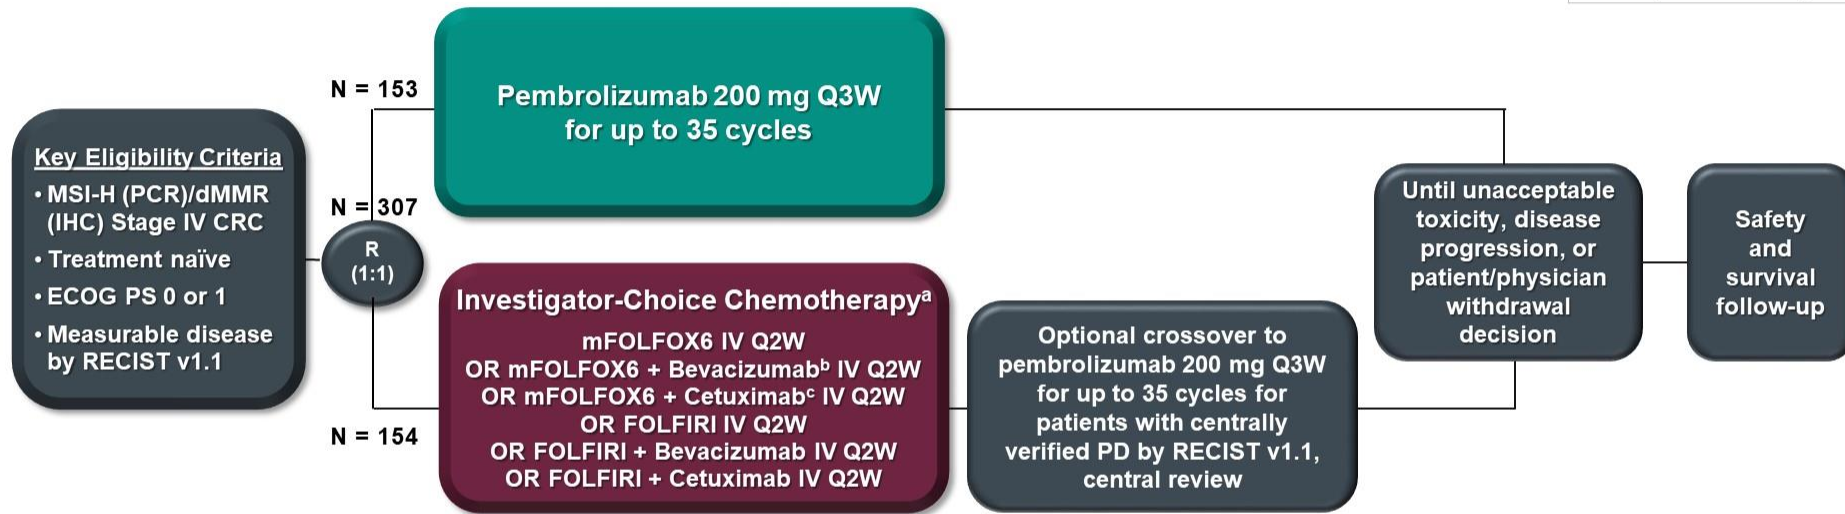 Key Eligibility Criteria
• MSI-H (PCR)/dMMR
(IHC) Stage IV CRC
• Treatment naïve
• ECOG PS 0 or 1
• Measurable disease
by RECIST v1.1
N = 153
N = 307
R
(1:1)
N = 154
Pembrolizumab 200 mg Q3W
for up to 35 cycles
Investigator-Choice Chemotherapyᵃ
mFOLFOX6 IV Q2W
OR mFOLFOX6 + Bevacizumabᵇ IV Q2W
OR mFOLFOX6 + Cetuximabᶜ IV Q2W
OR FOLFIRI IV Q2W
OR FOLFIRI + Bevacizumab IV Q2W
OR FOLFIRI + Cetuximab IV Q2W
Optional crossover to
pembrolizumab 200 mg Q3W
for up to 35 cycles for
patients with centrally
verified PD by RECIST v1.1,
central review
Until unacceptable
toxicity, disease
progression, or
patient/physician
withdrawal
decision
Safety
and
survival
follow-up